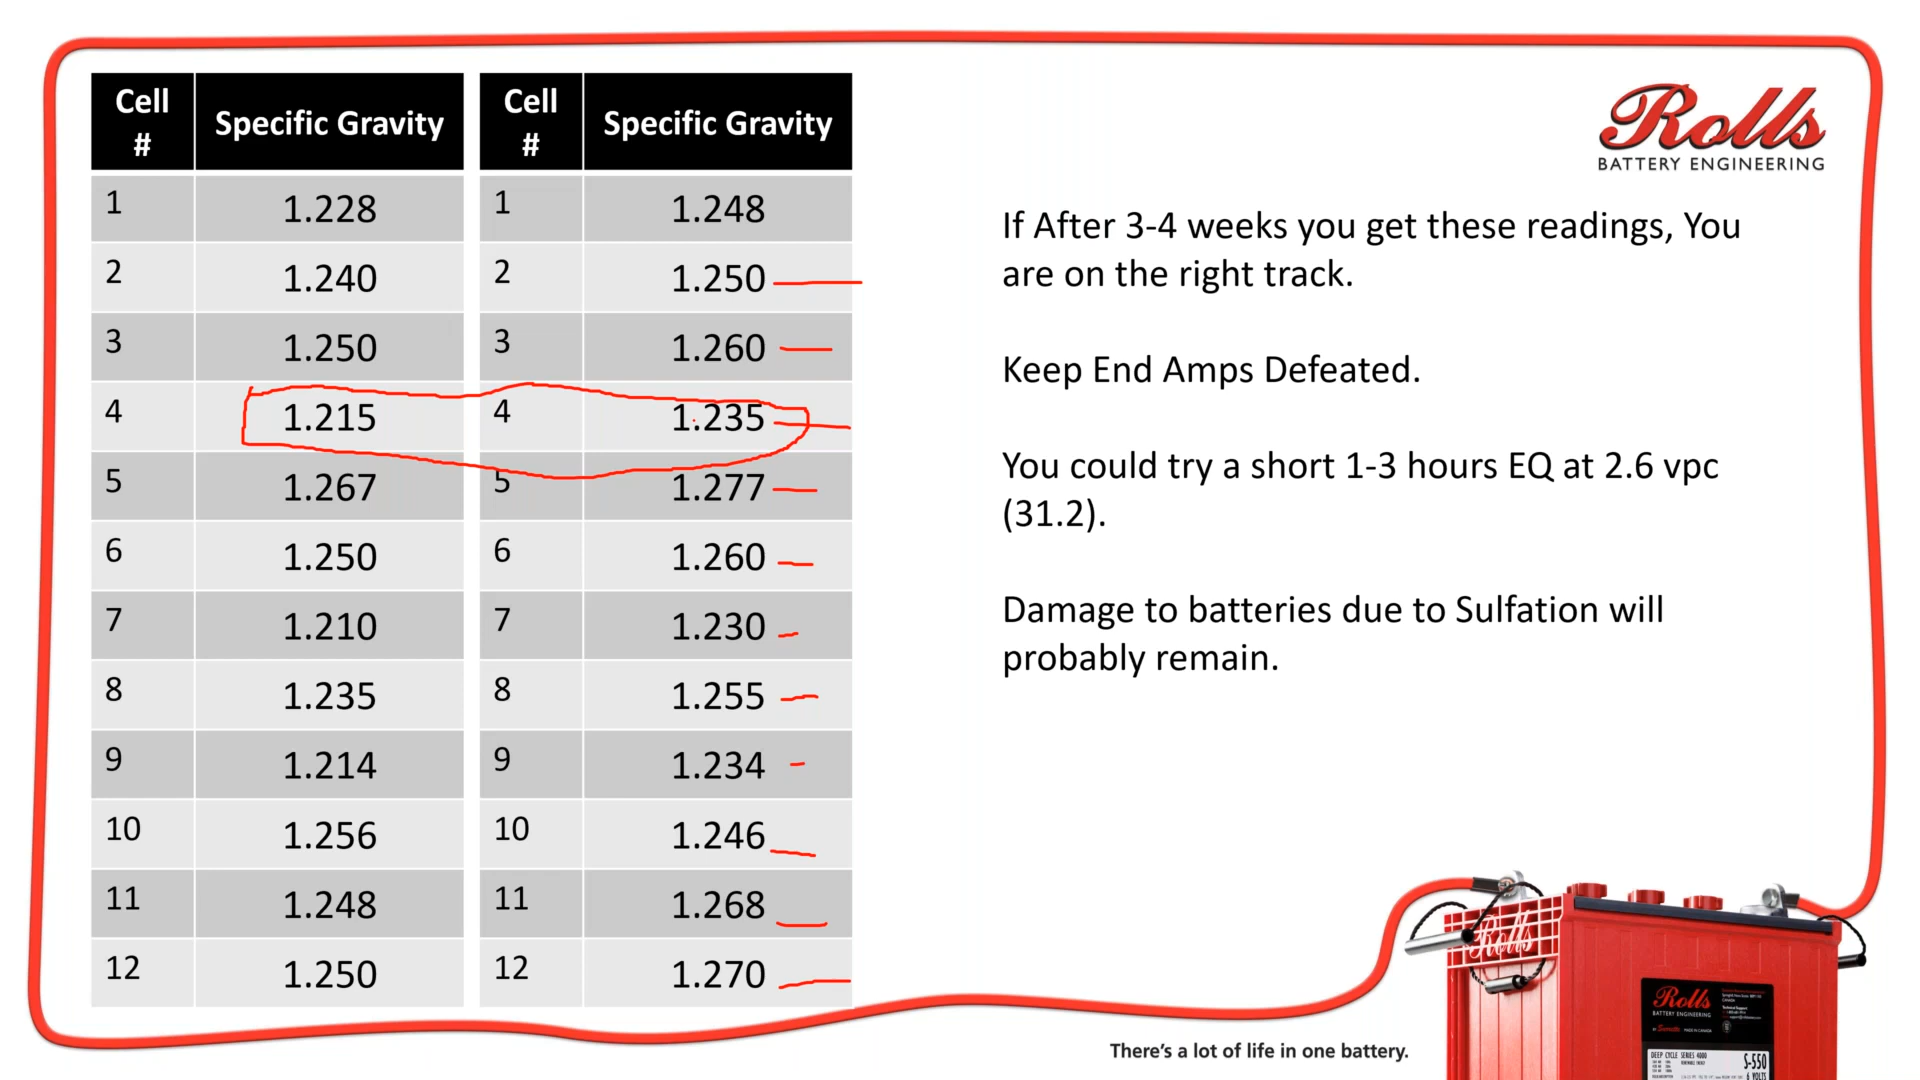 Cell # Specific Gravity Cell # Specific Gravity
1 1.228 1 1.248
2 1.240 2 1.250
3 1.250 3 1.260
4 1.215 4 1.235
5 1.267 5 1.277
6 1.250 6 1.260
7 1.210 7 1.230
8 1.235 8 1.255
9 1.214 9 1.234
10 1.256 10 1.246
11 1.248 11 1.268
12 1.250 12 1.270
Rolls
BATTERY ENGINEERING
If After 3-4 weeks you get these readings, You
are on the right track.
Keep End Amps Defeated.
You could try a short 1-3 hours EQ at 2.6 vpc
(31.2).
Damage to batteries due to Sulfation will
probably remain.
There's a lot of life in one battery.
Rolls
Rolls
BATTERY ENGINEERING
DEEP CYCLE SERIES 4000
S-550
6 VOLTS